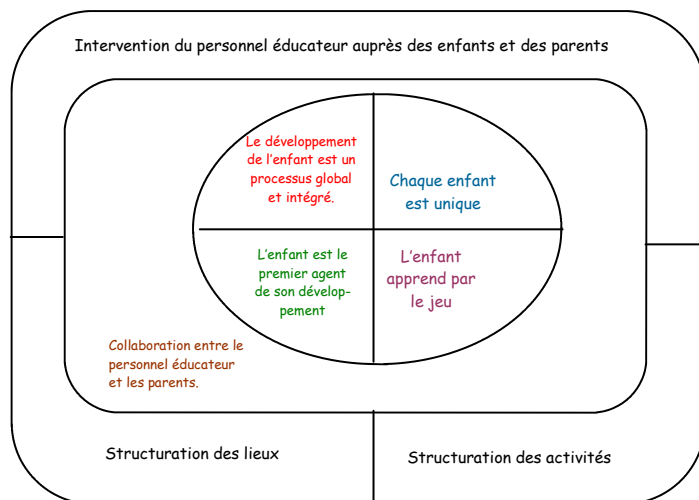 Intervention du personnel éducateur auprès des enfants et des parents
Le développement
de l'enfant est un
processus global
et intégré.
Chaque enfant
est unique
L'enfant est le
premier agent
de son dévelop-
pement
L'enfant
apprend par
le jeu
Collaboration entre le
personnel éducateur
et les parents.
Structuration des lieux
Structuration des activités